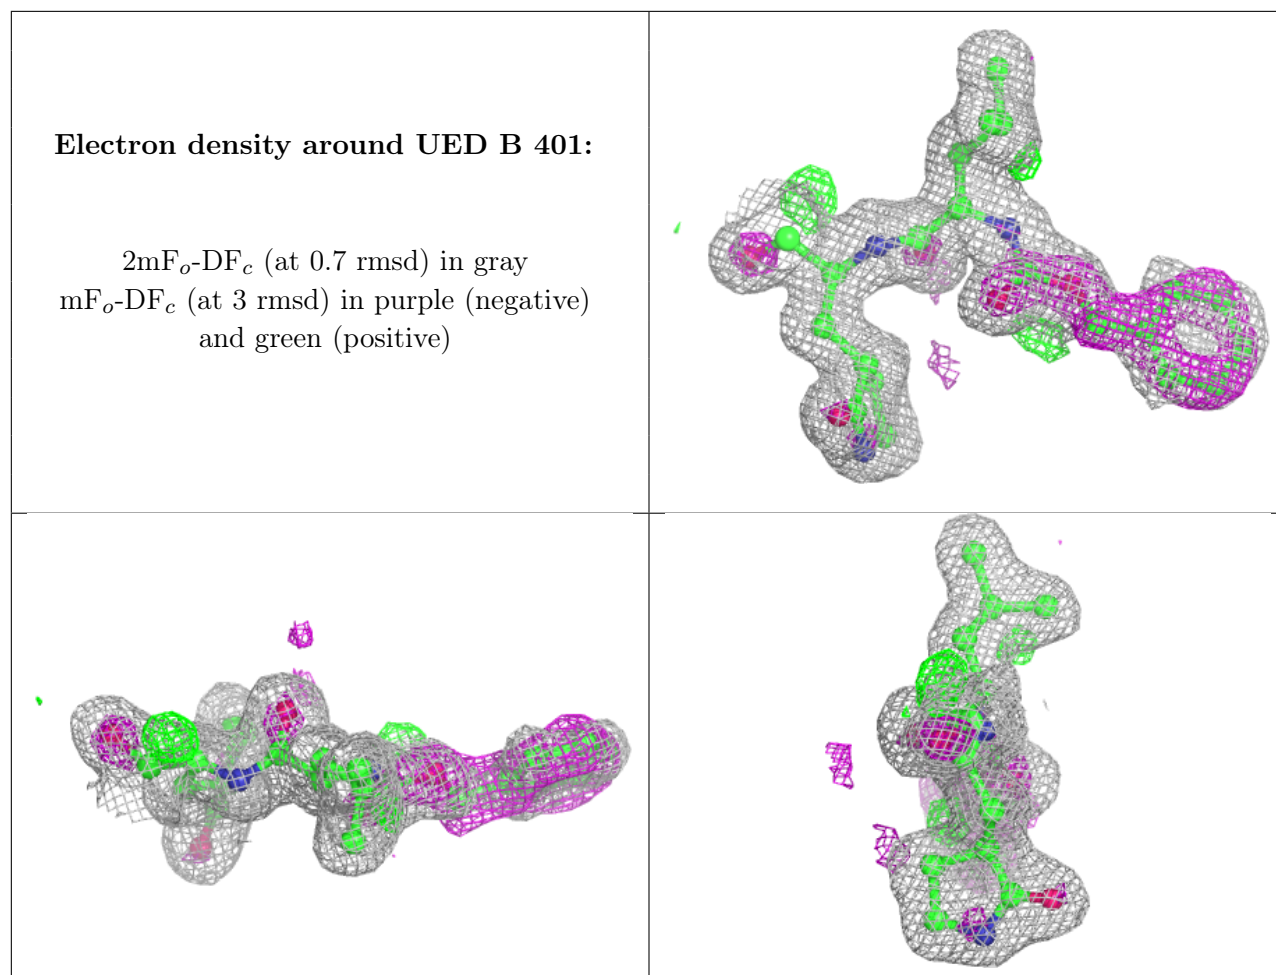 Electron density around UED B 401:
2mFo-DFc (at 0.7 rmsd) in gray
mFo-DFc (at 3 rmsd) in purple (negative)
and green (positive)